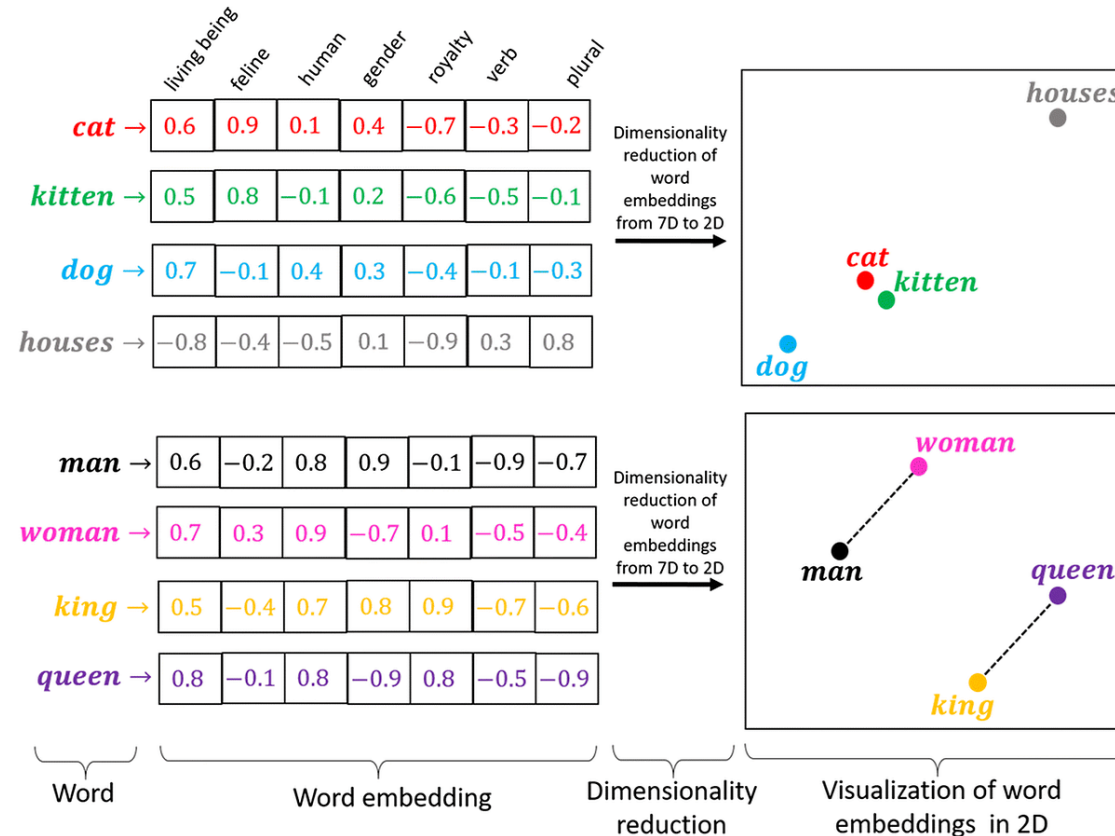 living being feline human gender royalty verb plural
cat → 0.6 0.9 0.1 0.4 −0.7 −0.3 −0.2
kitten → 0.5 0.8 −0.1 0.2 −0.6 −0.5 −0.1
dog → 0.7 −0.1 0.4 0.3 −0.4 −0.1 −0.3
houses → −0.8 −0.4 −0.5 0.1 −0.9 0.3 0.8
Dimensionality
reduction of
word
embeddings
from 7D to 2D
houses
cat
kitten
dog
man → 0.6 −0.2 0.8 0.9 −0.1 −0.9 −0.7
woman → 0.7 0.3 0.9 −0.7 0.1 −0.5 −0.4
king → 0.5 −0.4 0.7 0.8 0.9 −0.7 −0.6
queen → 0.8 −0.1 0.8 −0.9 0.8 −0.5 −0.9
Dimensionality
reduction of
word
embeddings
from 7D to 2D
woman
man
queen
king
Word
Word embedding
Dimensionality
reduction
Visualization of word
embeddings in 2D